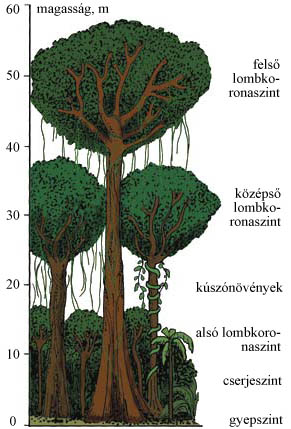 60
magasság, m
felső
lombko-
ronaszint
50
40
középső
lombko-
ronaszint
30
kúszónövények
20
alsó lombkoro-
naszint
10
cserjeszint
gyepszint
0